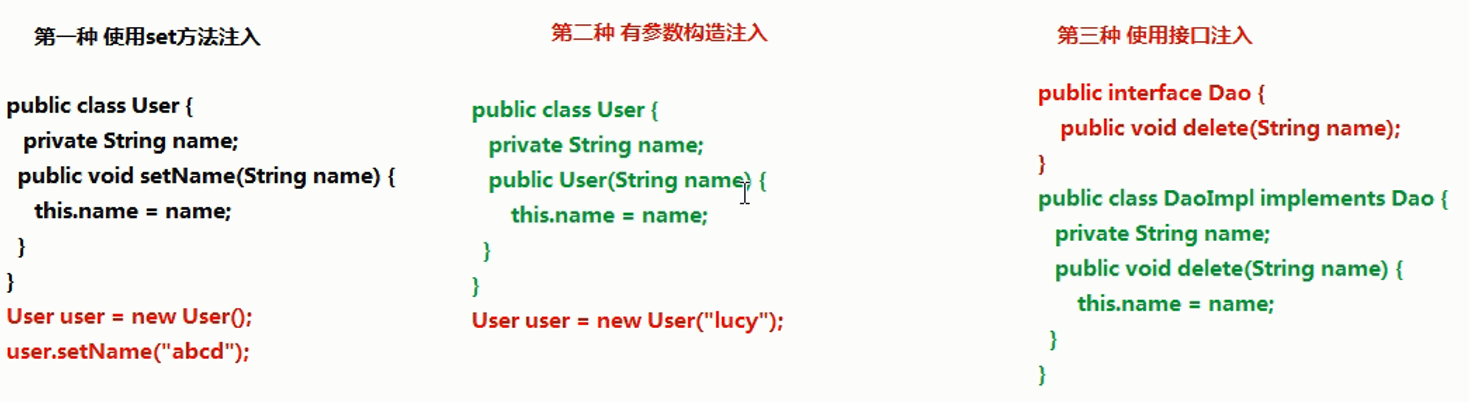 第一种 使用set方法注入
public class User {
private String name;
public void setName(String name) {
this.name = name;
}
}
User user = new User();
user.setName("abcd");
第二种 有参数构造注入
public class User {
private String name;
public User(String name) {
this.name = name;
}
}
User user = new User("lucy");
第三种 使用接口注入
public interface Dao {
public void delete(String name);
}
public class DaoImpl implements Dao {
private String name;
public void delete(String name) {
this.name = name;
}
}